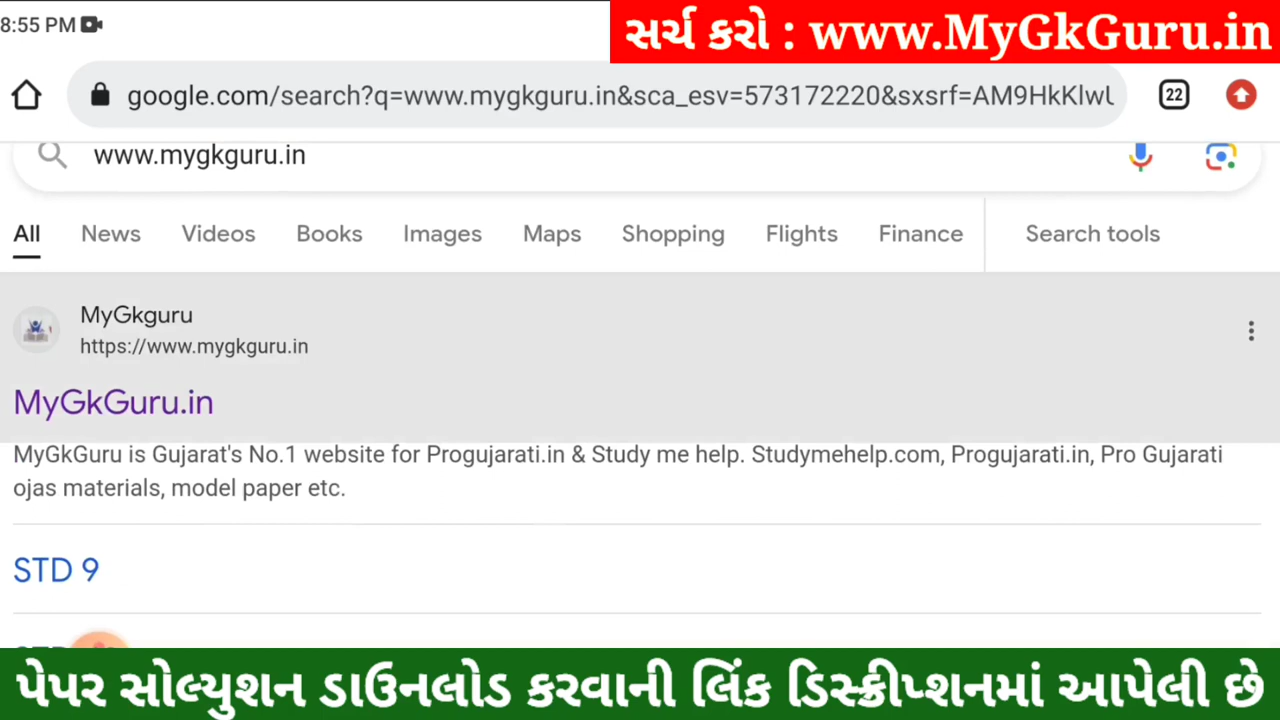 8:55 PM
સર્ચ કરો : www.MyGkGuru.in
google.com/search?q=www.mygkguru.in&sca_esv=573172220&sxsrf=AM9HkKlwU
22
www.mygkguru.in
All News Videos Books Images Maps Shopping Flights Finance Search tools
MyGkguru
https://www.mygkguru.in
MyGkGuru.in
MyGkGuru is Gujarat's No.1 website for Progujarati.in & Study me help. Studymehelp.com, Progujarati.in, Pro Gujarati
ojas materials, model paper etc.
STD 9
પેપર સોલ્યુશન ડાઉનલોડ કરવાની લિંક ડિસ્ક્રીપ્શનમાં આપેલી છે